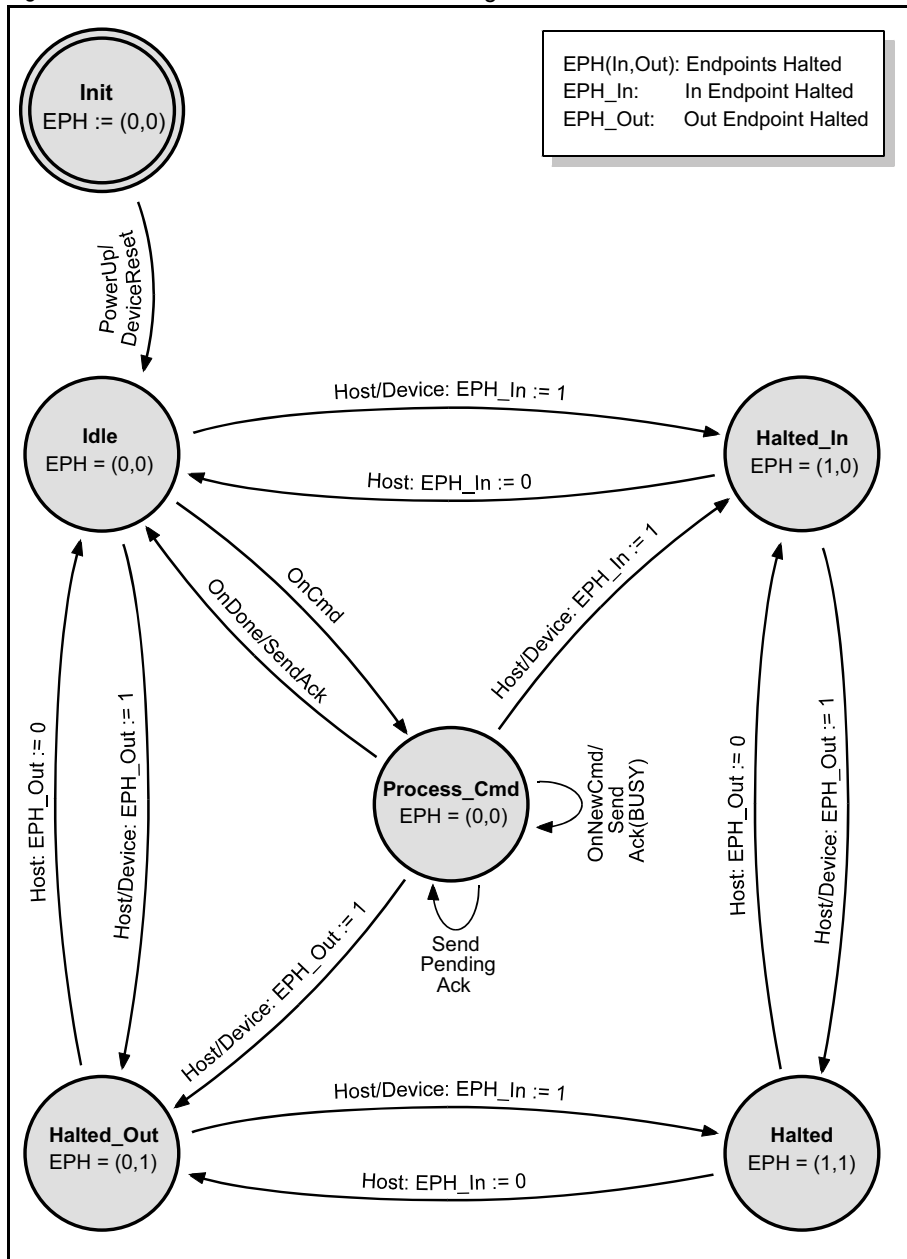 Init
EPH := (0,0)
EPH(In,Out): Endpoints Halted
EPH_In: In Endpoint Halted
EPH_Out: Out Endpoint Halted
PowerUp/
DeviceReset
Host/Device: EPH_In := 1
Idle
EPH = (0,0)
Halted_In
EPH = (1,0)
Host: EPH_In := 0
OnCmd
OnDone/SendAck
Host/Device: EPH_In := 1
Host: EPH_Out := 0
Host/Device: EPH_Out := 1
Process_Cmd
EPH = (0,0)
OnNewCmd/
Send
Ack(BUSY)
Host: EPH_Out := 0
Host/Device: EPH_Out := 1
Host/Device: EPH_Out := 1
Send
Pending
Ack
Host/Device: EPH_In := 1
Halted_Out
EPH = (0,1)
Halted
EPH = (1,1)
Host: EPH_In := 0